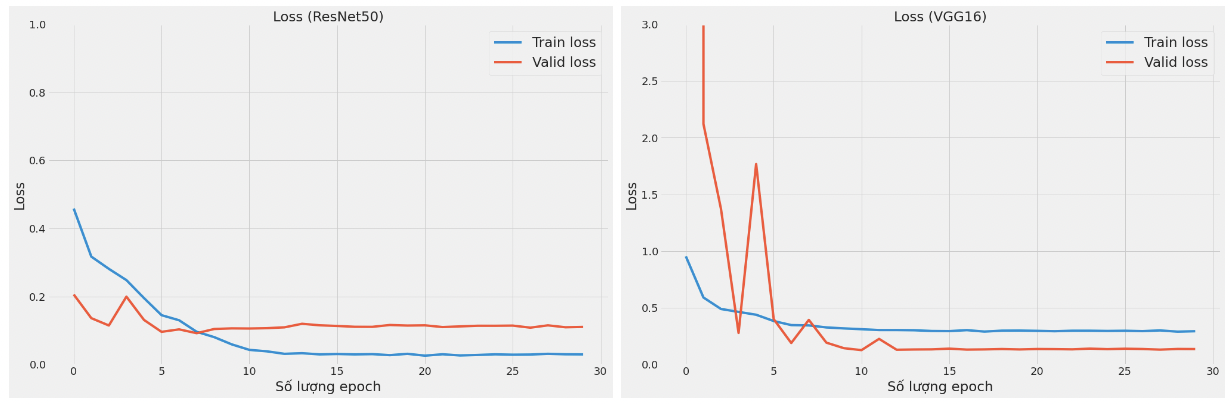 Loss (ResNet50)
1.0
0.8
0.6
0.4
0.2
0.0
Loss
Train loss
Valid loss
0 5 10 15 20 25 30
Số lượng epoch
Loss (VGG16)
3.0
2.5
2.0
1.5
1.0
0.5
0.0
Loss
Train loss
Valid loss
0 5 10 15 20 25 30
Số lượng epoch